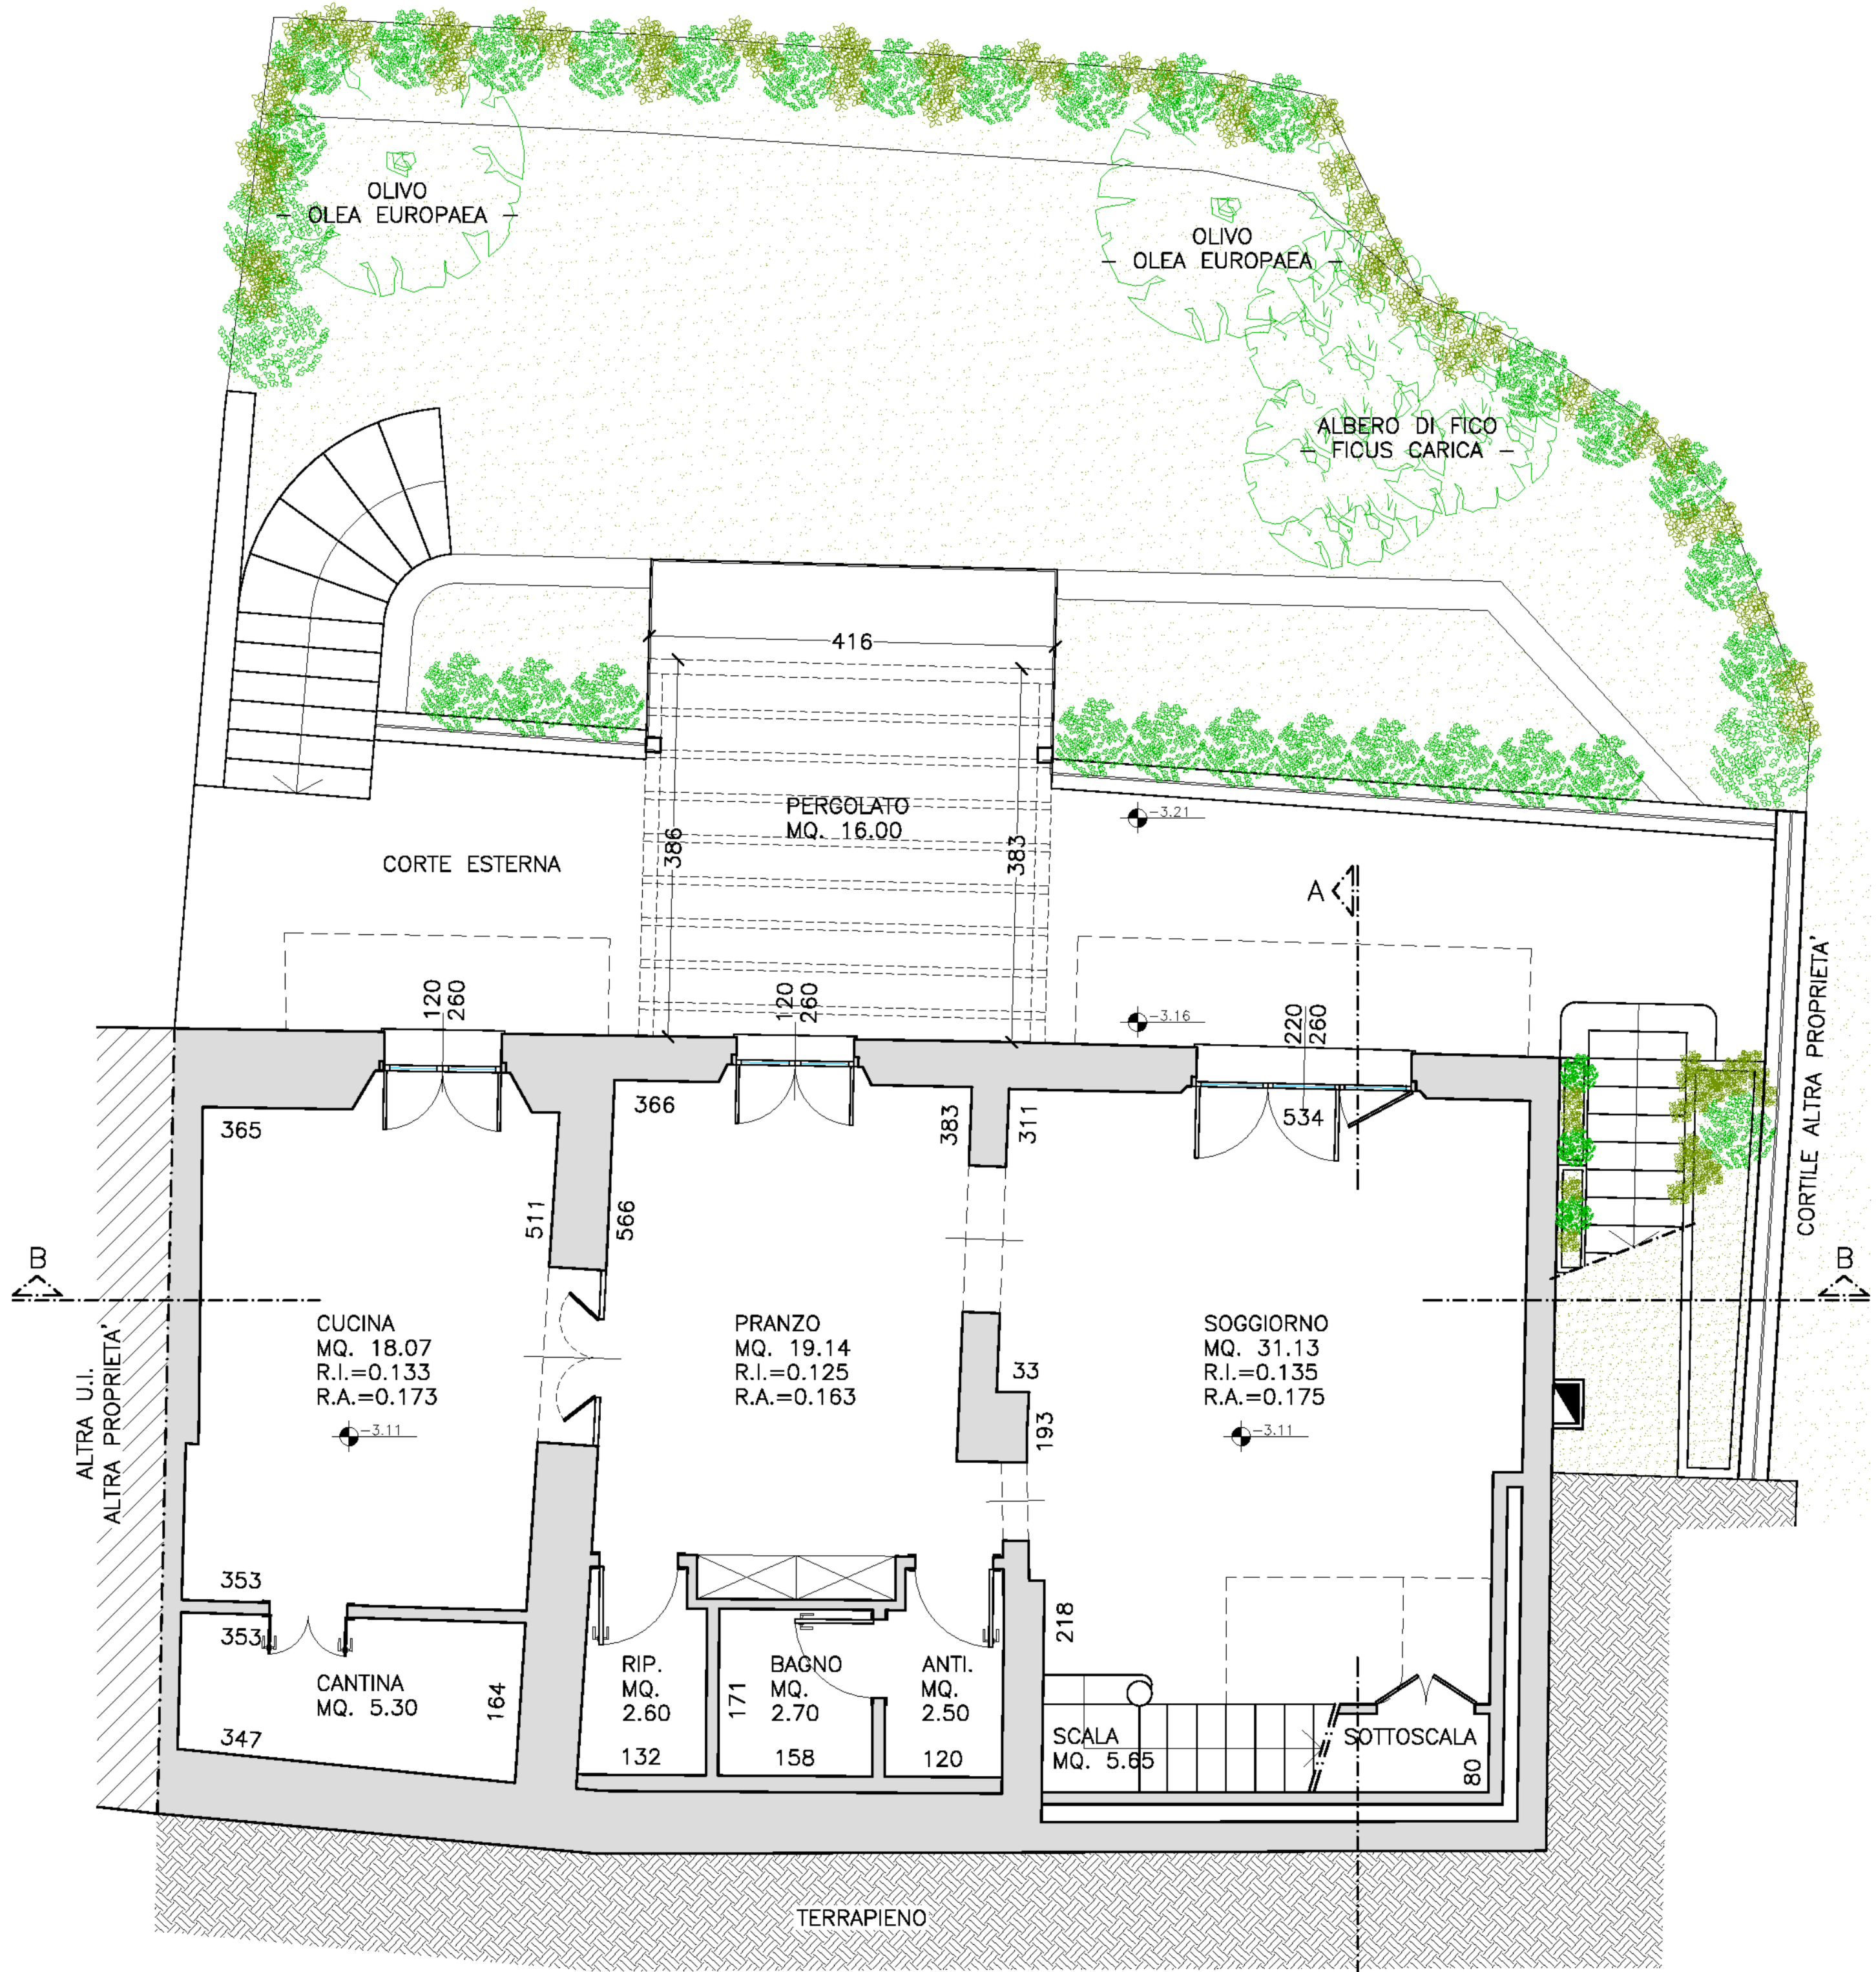 OLIVO
- OLEA EUROPAEA -
OLIVO
- OLEA EUROPAEA -
ALBERO DI FICO
- FICUS CARICA -
416
386
383
PERGOLATO
MQ. 16.00
-3.21
CORTE ESTERNA
A
120
260
120
260
-3.16
220
260
CORTILE ALTRA PROPRIETA'
365
366
383
311
534
511
566
B
B
CUCINA
MQ. 18.07
R.I.=0.133
R.A.=0.173
-3.11
PRANZO
MQ. 19.14
R.I.=0.125
R.A.=0.163
SOGGIORNO
MQ. 31.13
R.I.=0.135
R.A.=0.175
-3.11
33
193
ALTRA U.I.
ALTRA PROPRIETA'
353
353
CANTINA
MQ. 5.30
164
347
RIP.
MQ.
2.60
132
171
BAGNO
MQ.
2.70
158
ANTI.
MQ.
2.50
120
218
SCALA
MQ. 5.65
SOTTOSCALA
80
TERRAPIENO